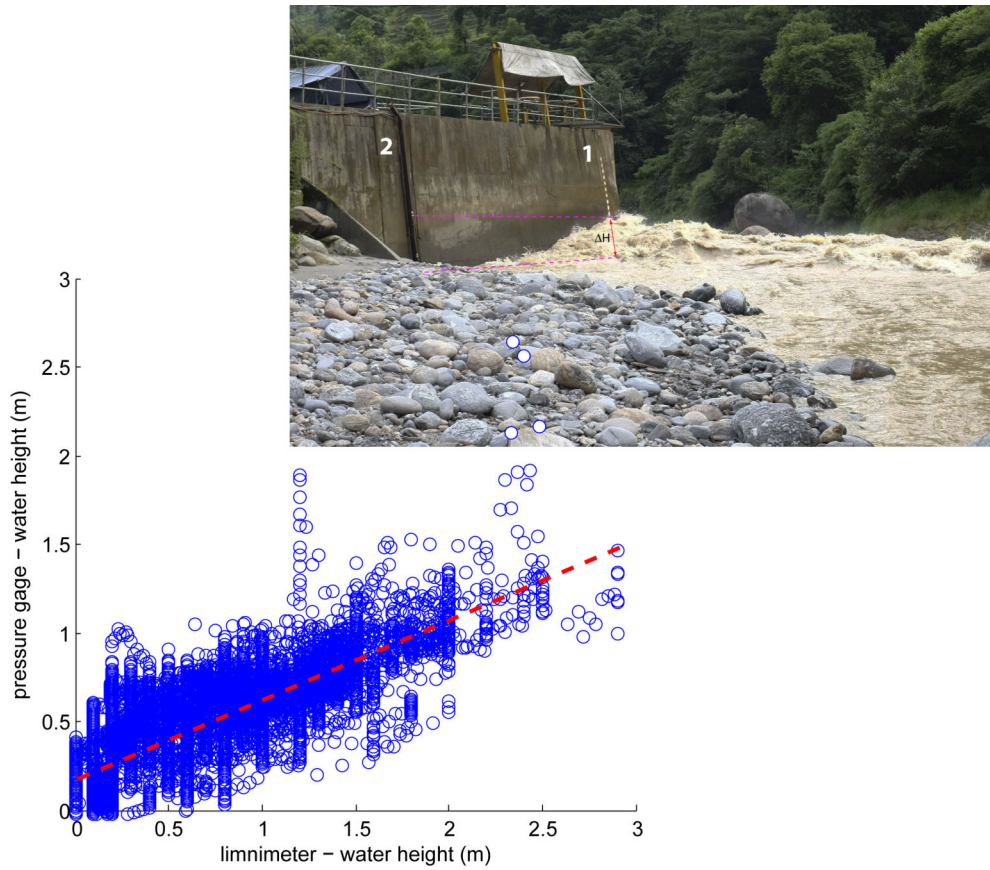 2
1
ΔH
3
2.5
2
1.5
1
0.5
0
pressure gage – water height (m)
0 0.5 1 1.5 2 2.5 3
limnimeter – water height (m)